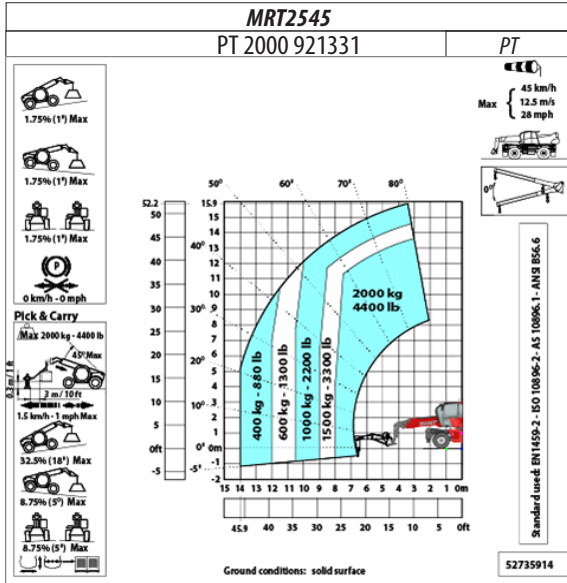 MRT2545
PT 2000 921331
PT
1.75% (1°) Max
1.75% (1°) Max
1.75% (1°) Max
P
0 km/h - 0 mph
Pick & Carry
Max 2000 kg - 4400 lb
45° Max
0.3 m / 1 ft
3 m / 10 ft
1.5 km/h - 1 mph Max
32.5% (18°) Max
8.75% (5°) Max
8.75% (5°) Max
Max
45 km/h
12.5 m/s
28 mph
0°
50° 60° 70° 80°
40°
30°
20°
10°
0°
-5°
52.2
50
45
40
35
30
25
20
15
10
5
0ft
-5
15.9
15
14
13
12
11
10
9
8
7
6
5
4
3
2
1
0m
-1
-2
400 kg - 880 lb
600 kg - 1300 lb
1000 kg - 2200 lb
1500 kg - 3300 lb
2000 kg
4400 lb
15 14 13 12 11 10 9 8 7 6 5 4 3 2 1 0m
45.9 40 35 30 25 20 15 10 5 0ft
Ground conditions: solid surface
Standard used: EN1459-2 - ISO 10896-2 - AS 10896.1 - ANSI B56.6
52735914